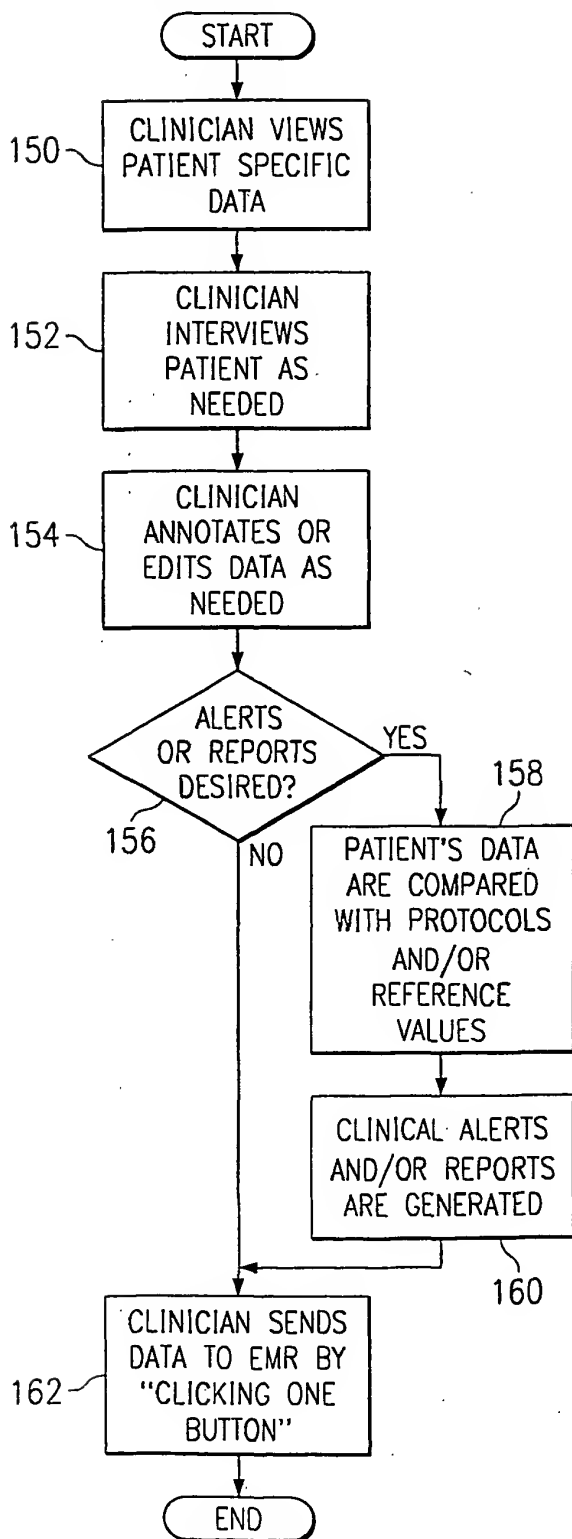 START
150
CLINICIAN VIEWS
PATIENT SPECIFIC
DATA
152
CLINICIAN
INTERVIEWS
PATIENT AS
NEEDED
154
CLINICIAN
ANNOTATES OR
EDITS DATA AS
NEEDED
ALERTS
OR REPORTS
DESIRED?
YES
156
NO
158
PATIENT'S DATA
ARE COMPARED
WITH PROTOCOLS
AND/OR
REFERENCE
VALUES
CLINICAL ALERTS
AND/OR REPORTS
ARE GENERATED
160
162
CLINICIAN SENDS
DATA TO EMR BY
"CLICKING ONE
BUTTON"
END